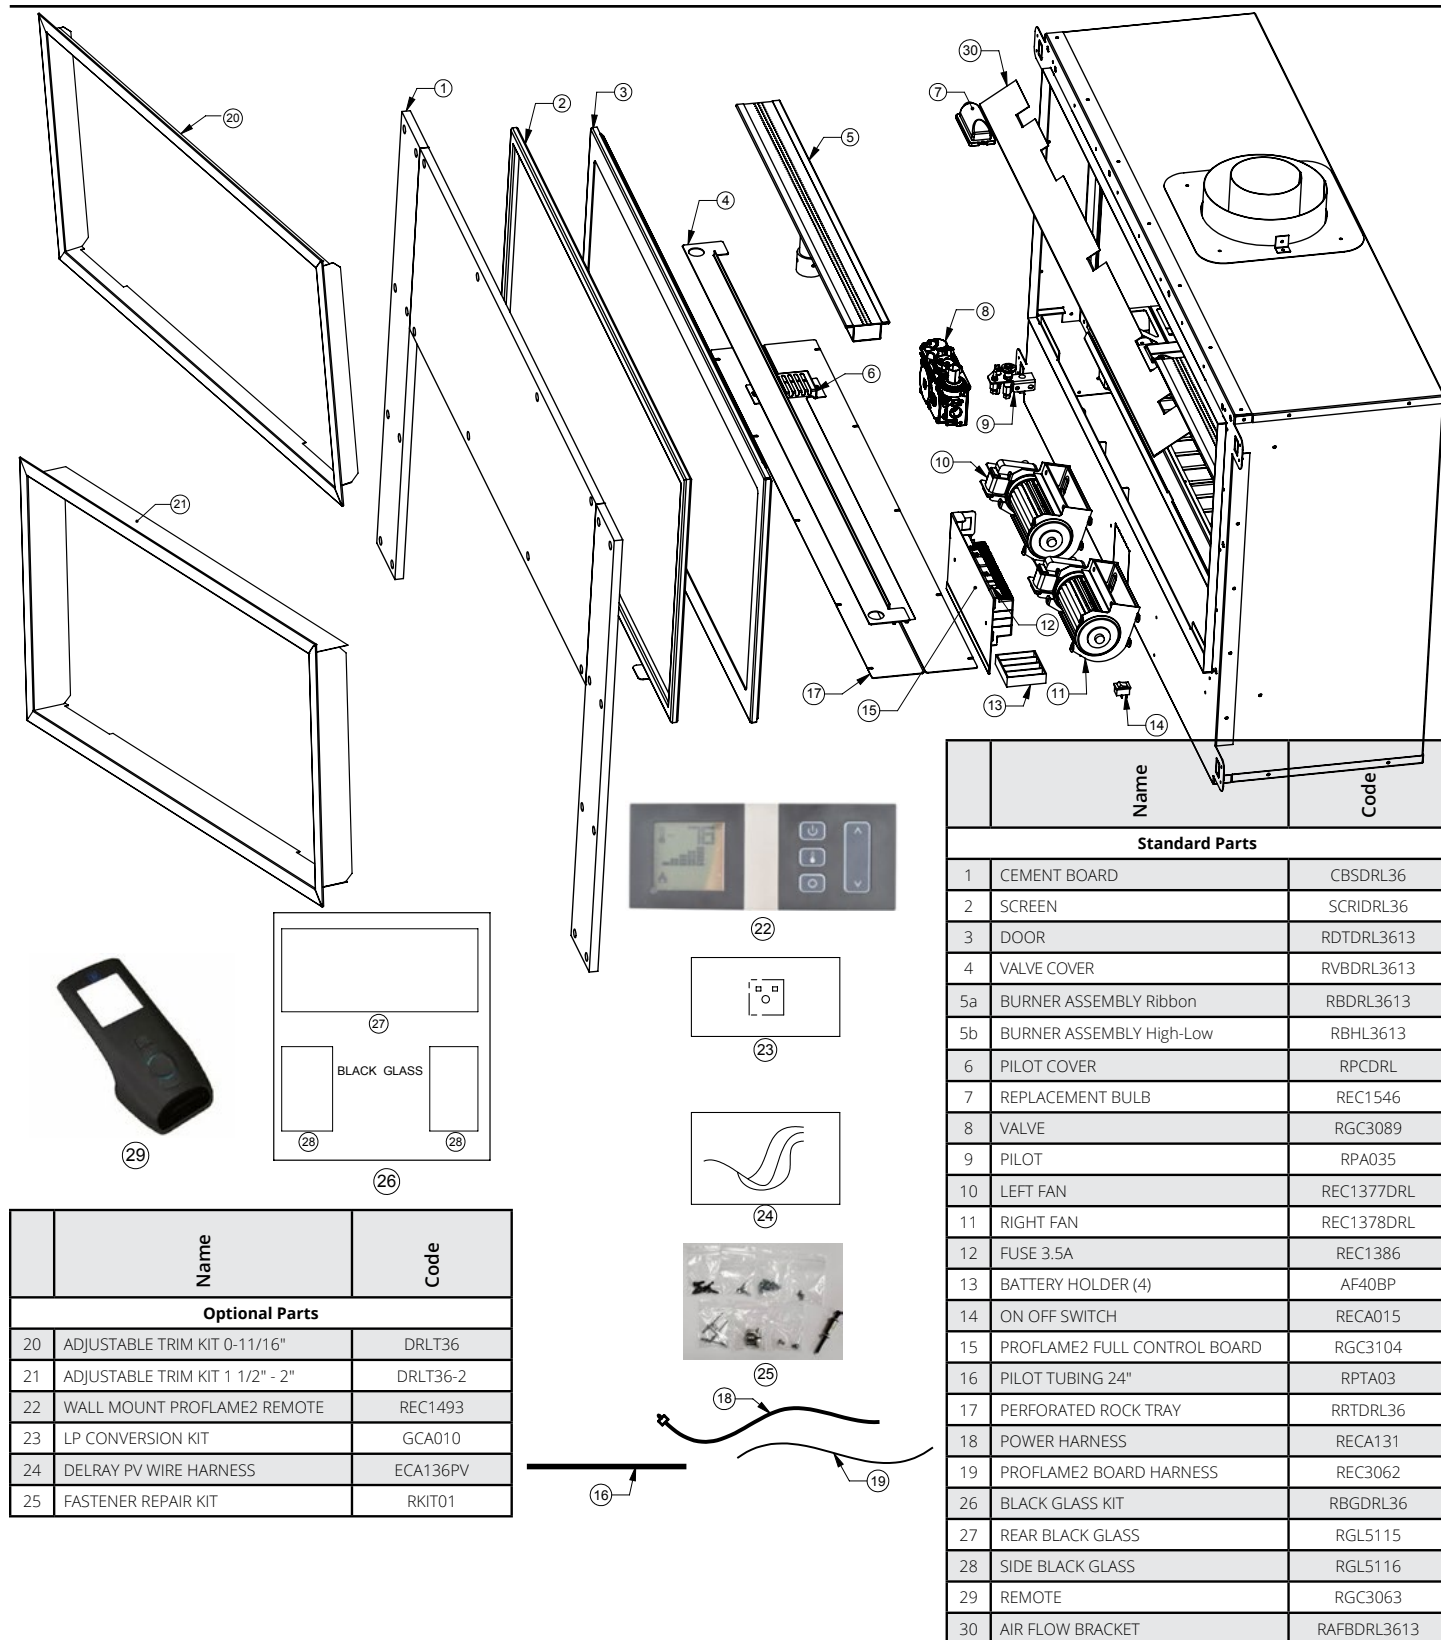 30
7
1
2
3
20
5
4
8
6
9
10
21
12
17
15
13
11
14
22
23
27
BLACK GLASS
28
28
29
26
24
25
18
16
19
Name
Code
Standard Parts
1 CEMENT BOARD CBSDRL36
2 SCREEN SCRIDRL36
3 DOOR RDTDRL3613
4 VALVE COVER RVBDRL3613
5a BURNER ASSEMBLY Ribbon RBDRL3613
5b BURNER ASSEMBLY High-Low RBHL3613
6 PILOT COVER RPCDRL
7 REPLACEMENT BULB REC1546
8 VALVE RGC3089
9 PILOT RPA035
10 LEFT FAN REC1377DRL
11 RIGHT FAN REC1378DRL
12 FUSE 3.5A REC1386
13 BATTERY HOLDER (4) AF40BP
14 ON OFF SWITCH RECA015
15 PROFLAME2 FULL CONTROL BOARD RGC3104
16 PILOT TUBING 24" RPTA03
17 PERFORATED ROCK TRAY RRTDRL36
18 POWER HARNESS RECA131
19 PROFLAME2 BOARD HARNESS REC3062
26 BLACK GLASS KIT RBGDRL36
27 REAR BLACK GLASS RGL5115
28 SIDE BLACK GLASS RGL5116
29 REMOTE RGC3063
30 AIR FLOW BRACKET RAFBDRL3613
Name
Code
Optional Parts
20 ADJUSTABLE TRIM KIT 0-11/16" DRLT36
21 ADJUSTABLE TRIM KIT 1 1/2" - 2" DRLT36-2
22 WALL MOUNT PROFLAME2 REMOTE REC1493
23 LP CONVERSION KIT GCA010
24 DELRAY PV WIRE HARNESS ECA136PV
25 FASTENER REPAIR KIT RKIT01